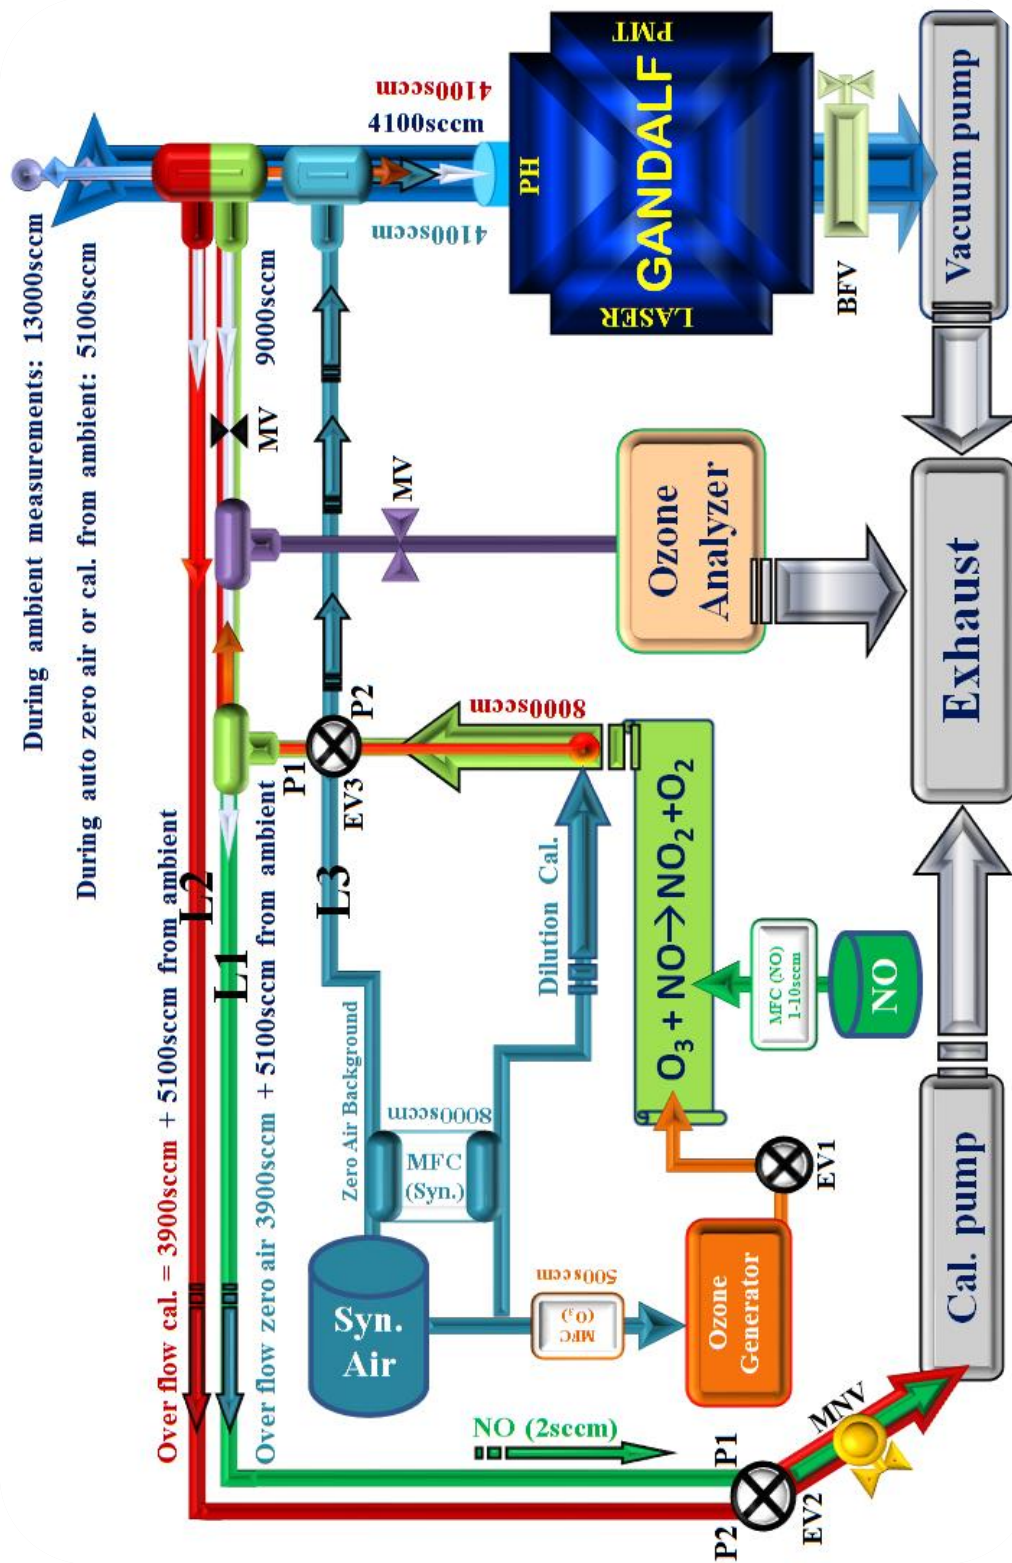 During ambient measurements: 13000sccm
During auto zero air or cal. from ambient: 5100sccm
Over flow cal. = 3900sccm + 5100sccm from ambient
L2
L1
Over flow zero air 3900sccm + 5100sccm from ambient
MV
9000sccm
4100sccm
4100sccm
4100sccm
P1
P2
EV3
L3
Zero Air Background
8000sccm
MFC
(Syn.)
Syn.
Air
MV
PH
PMT
GANDALF
LASER
BFV
Vacuum pump
Ozone
Analyzer
8000sccm
Dilution Cal.
O₃ + NO→NO₂+O₂
MFC (NO)
1-10sccm
NO
500sccm
MFC
(O₃)
Ozone
Generator
EV1
NO (2sccm)
P2
P1
EV2
MNV
Cal. pump
Exhaust